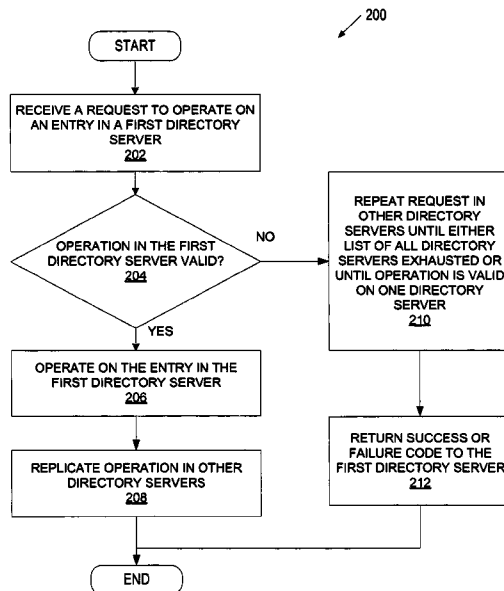 200
START
RECEIVE A REQUEST TO OPERATE ON
AN ENTRY IN A FIRST DIRECTORY
SERVER
202
OPERATION IN THE FIRST
DIRECTORY SERVER VALID?
204
NO
REPEAT REQUEST IN
OTHER DIRECTORY
SERVERS UNTIL EITHER
LIST OF ALL DIRECTORY
SERVERS EXHAUSTED OR
UNTIL OPERATION IS VALID
ON ONE DIRECTORY
SERVER
210
YES
OPERATE ON THE ENTRY IN THE
FIRST DIRECTORY SERVER
206
REPLICATE OPERATION IN OTHER
DIRECTORY SERVERS
208
RETURN SUCCESS OR
FAILURE CODE TO THE
FIRST DIRECTORY SERVER
212
END